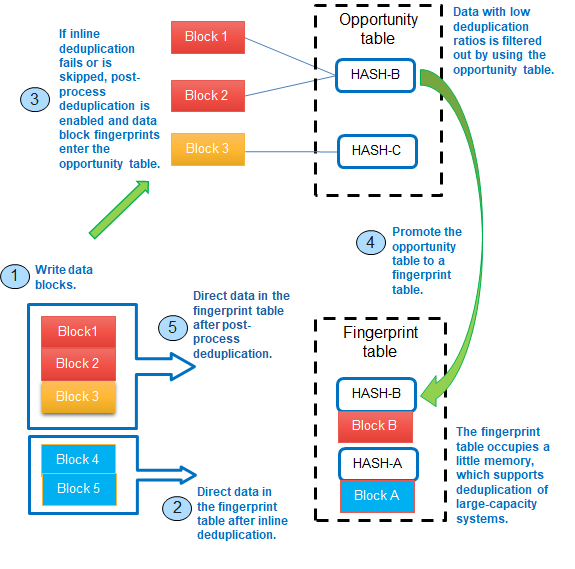 If inline
deduplication
fails or is
skipped, post-
process
deduplication is
enabled and data
block fingerprints
enter the
opportunity table.
3
Block 1
Block 2
Block 3
Opportunity
table
HASH-B
HASH-C
Data with low
deduplication
ratios is filtered
out by using the
opportunity table.
4
Promote the
opportunity
table to a
fingerprint
table.
1
Write data
blocks.
Block1
Block 2
Block 3
Block 4
Block 5
5
Direct data in the
fingerprint table
after post-
process
deduplication.
2
Direct data in
the fingerprint
table after inline
deduplication.
Fingerprint
table
HASH-B
Block B
HASH-A
Block A
The fingerprint
table occupies a
little memory,
which supports
deduplication of
large-capacity
systems.